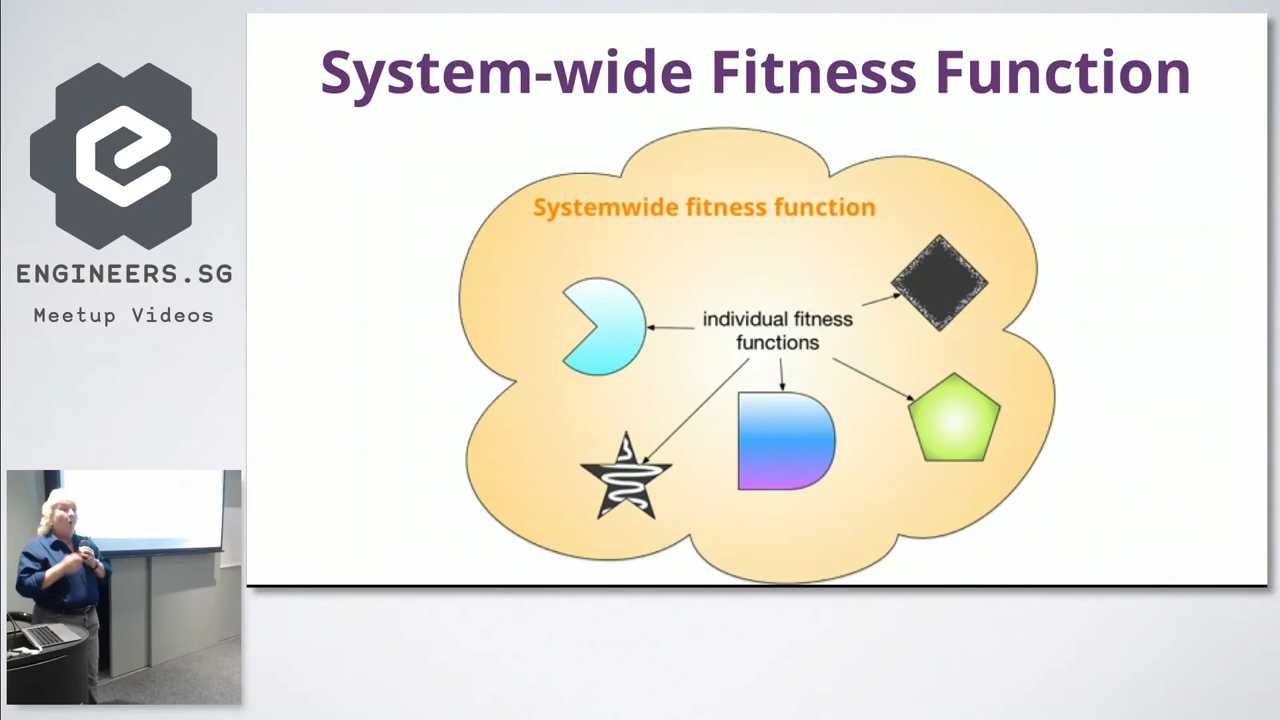 System-wide Fitness Function
ENGINEERS.SG
Meetup Videos
Systemwide fitness function
individual fitness
functions